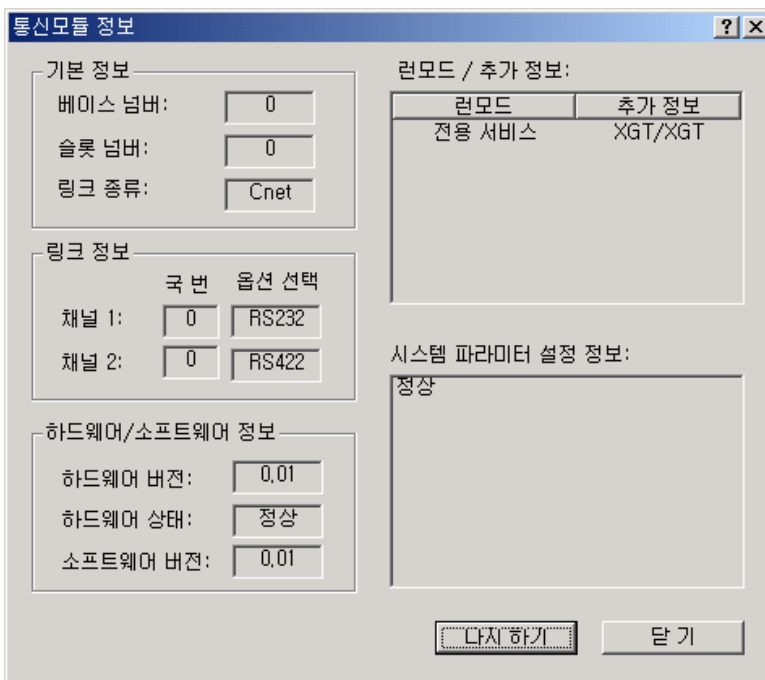 통신모듈 정보
기본 정보
베이스 넘버: 0
슬롯 넘버: 0
링크 종류: Cnet
링크 정보
국 번 옵션 선택
채널 1: 0 RS232
채널 2: 0 RS422
하드웨어/소프트웨어 정보
하드웨어 버전: 0,01
하드웨어 상태: 정상
소프트웨어 버전: 0,01
런모드 / 추가 정보:
런모드 추가 정보
전용 서비스 XGT/XGT
시스템 파라미터 설정 정보:
정상
다시 하기 닫 기